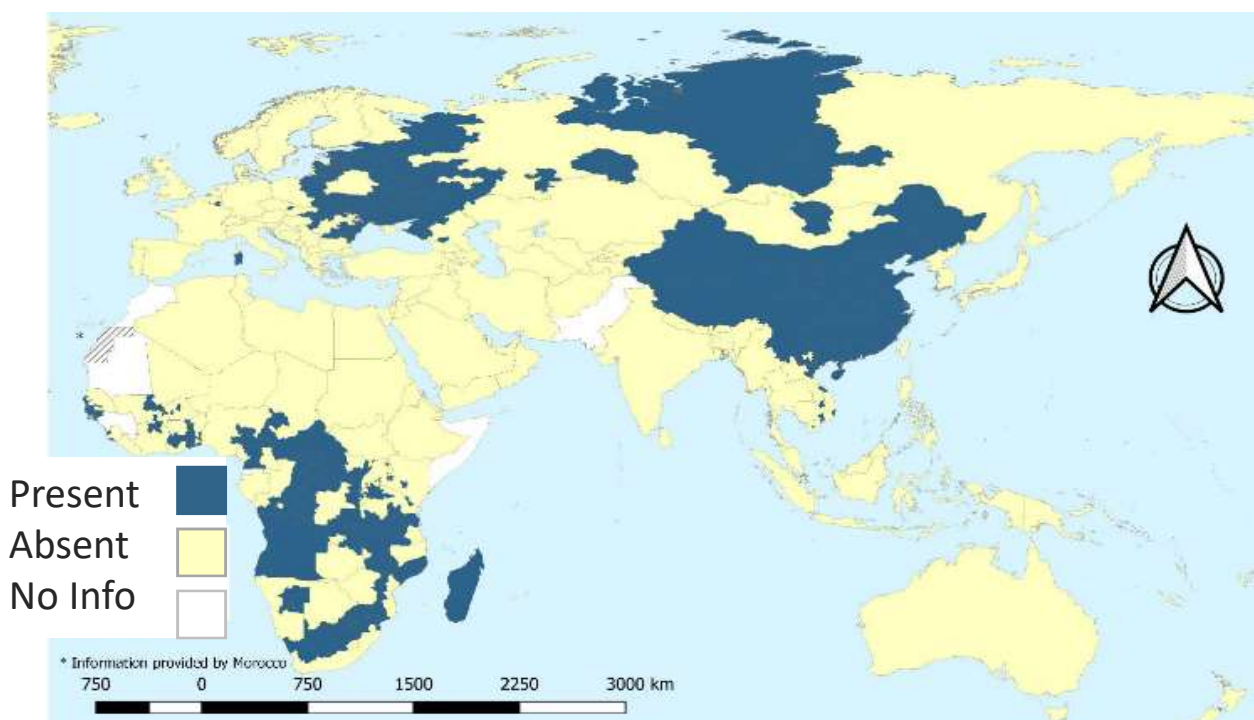 *
Present
Absent
No Info
* Information provided by Morocco
750 0 750 1500 2250 3000 km